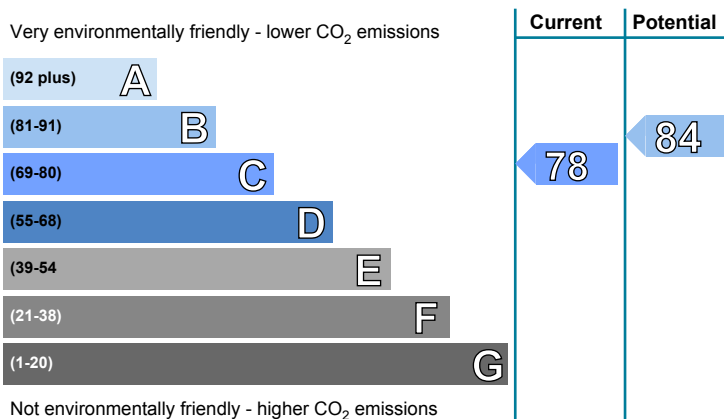 Current Potential
Very environmentally friendly - lower CO2 emissions
(92 plus) A
(81-91) B
84
(69-80) C
78
(55-68) D
(39-54 E
(21-38) F
(1-20) G
Not environmentally friendly - higher CO2 emissions